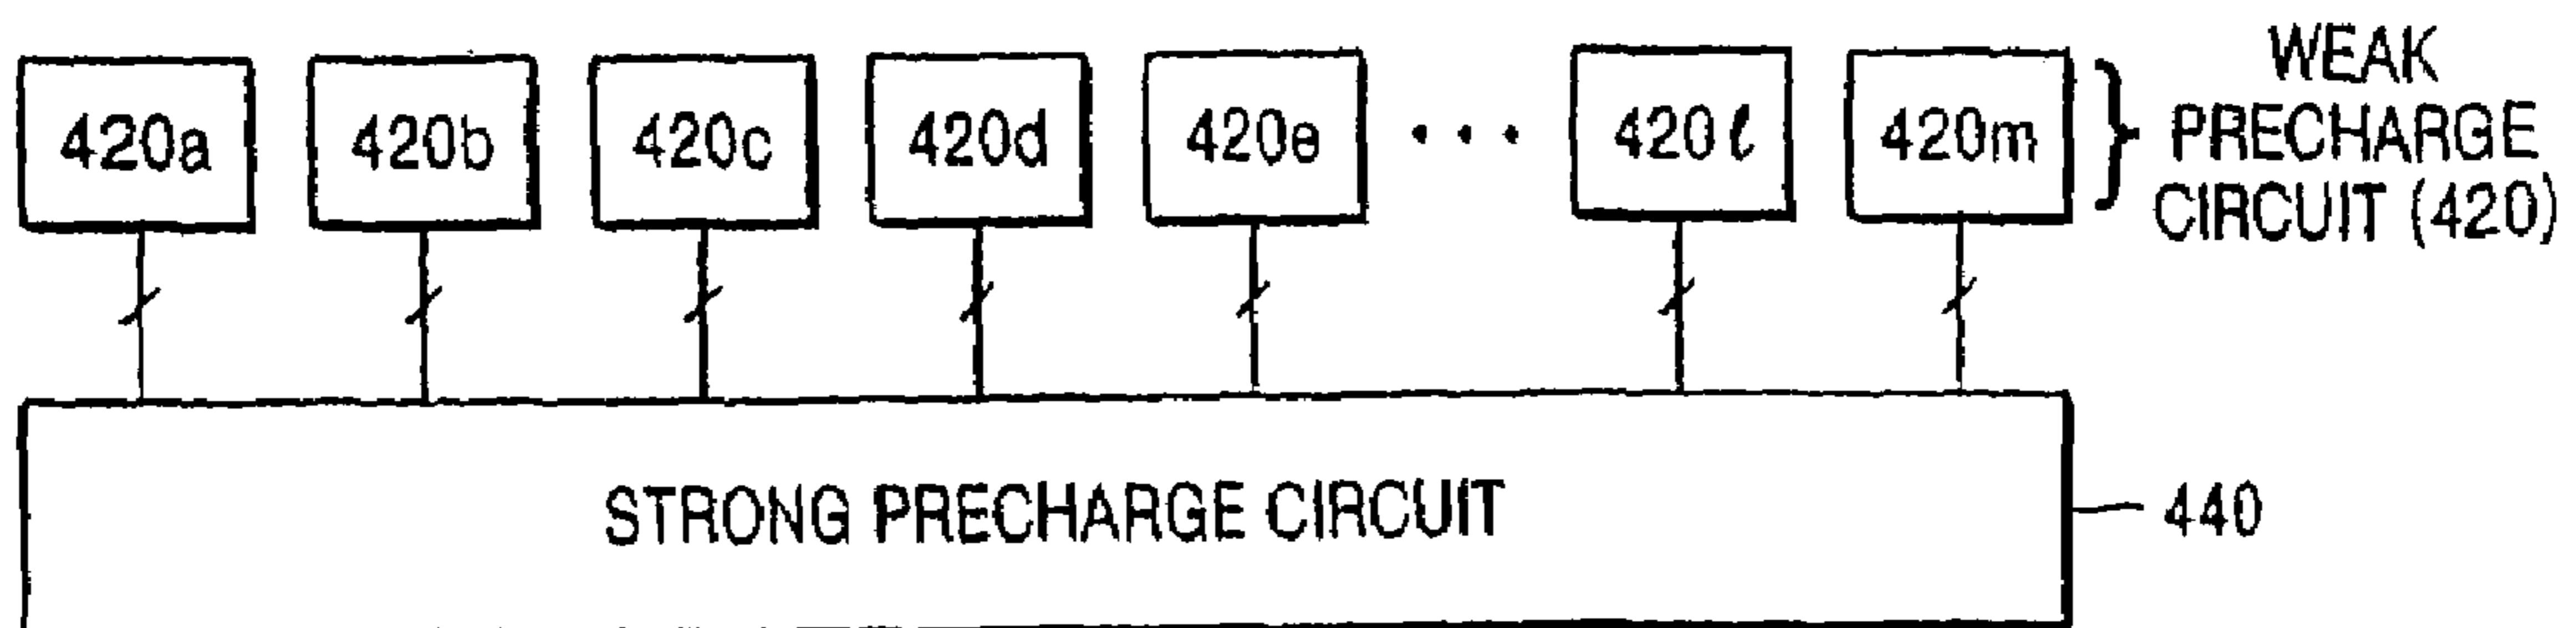 420a 420b 420c 420d 420e ... 420ℓ 420m
WEAK
PRECHARGE
CIRCUIT (420)
STRONG PRECHARGE CIRCUIT
440